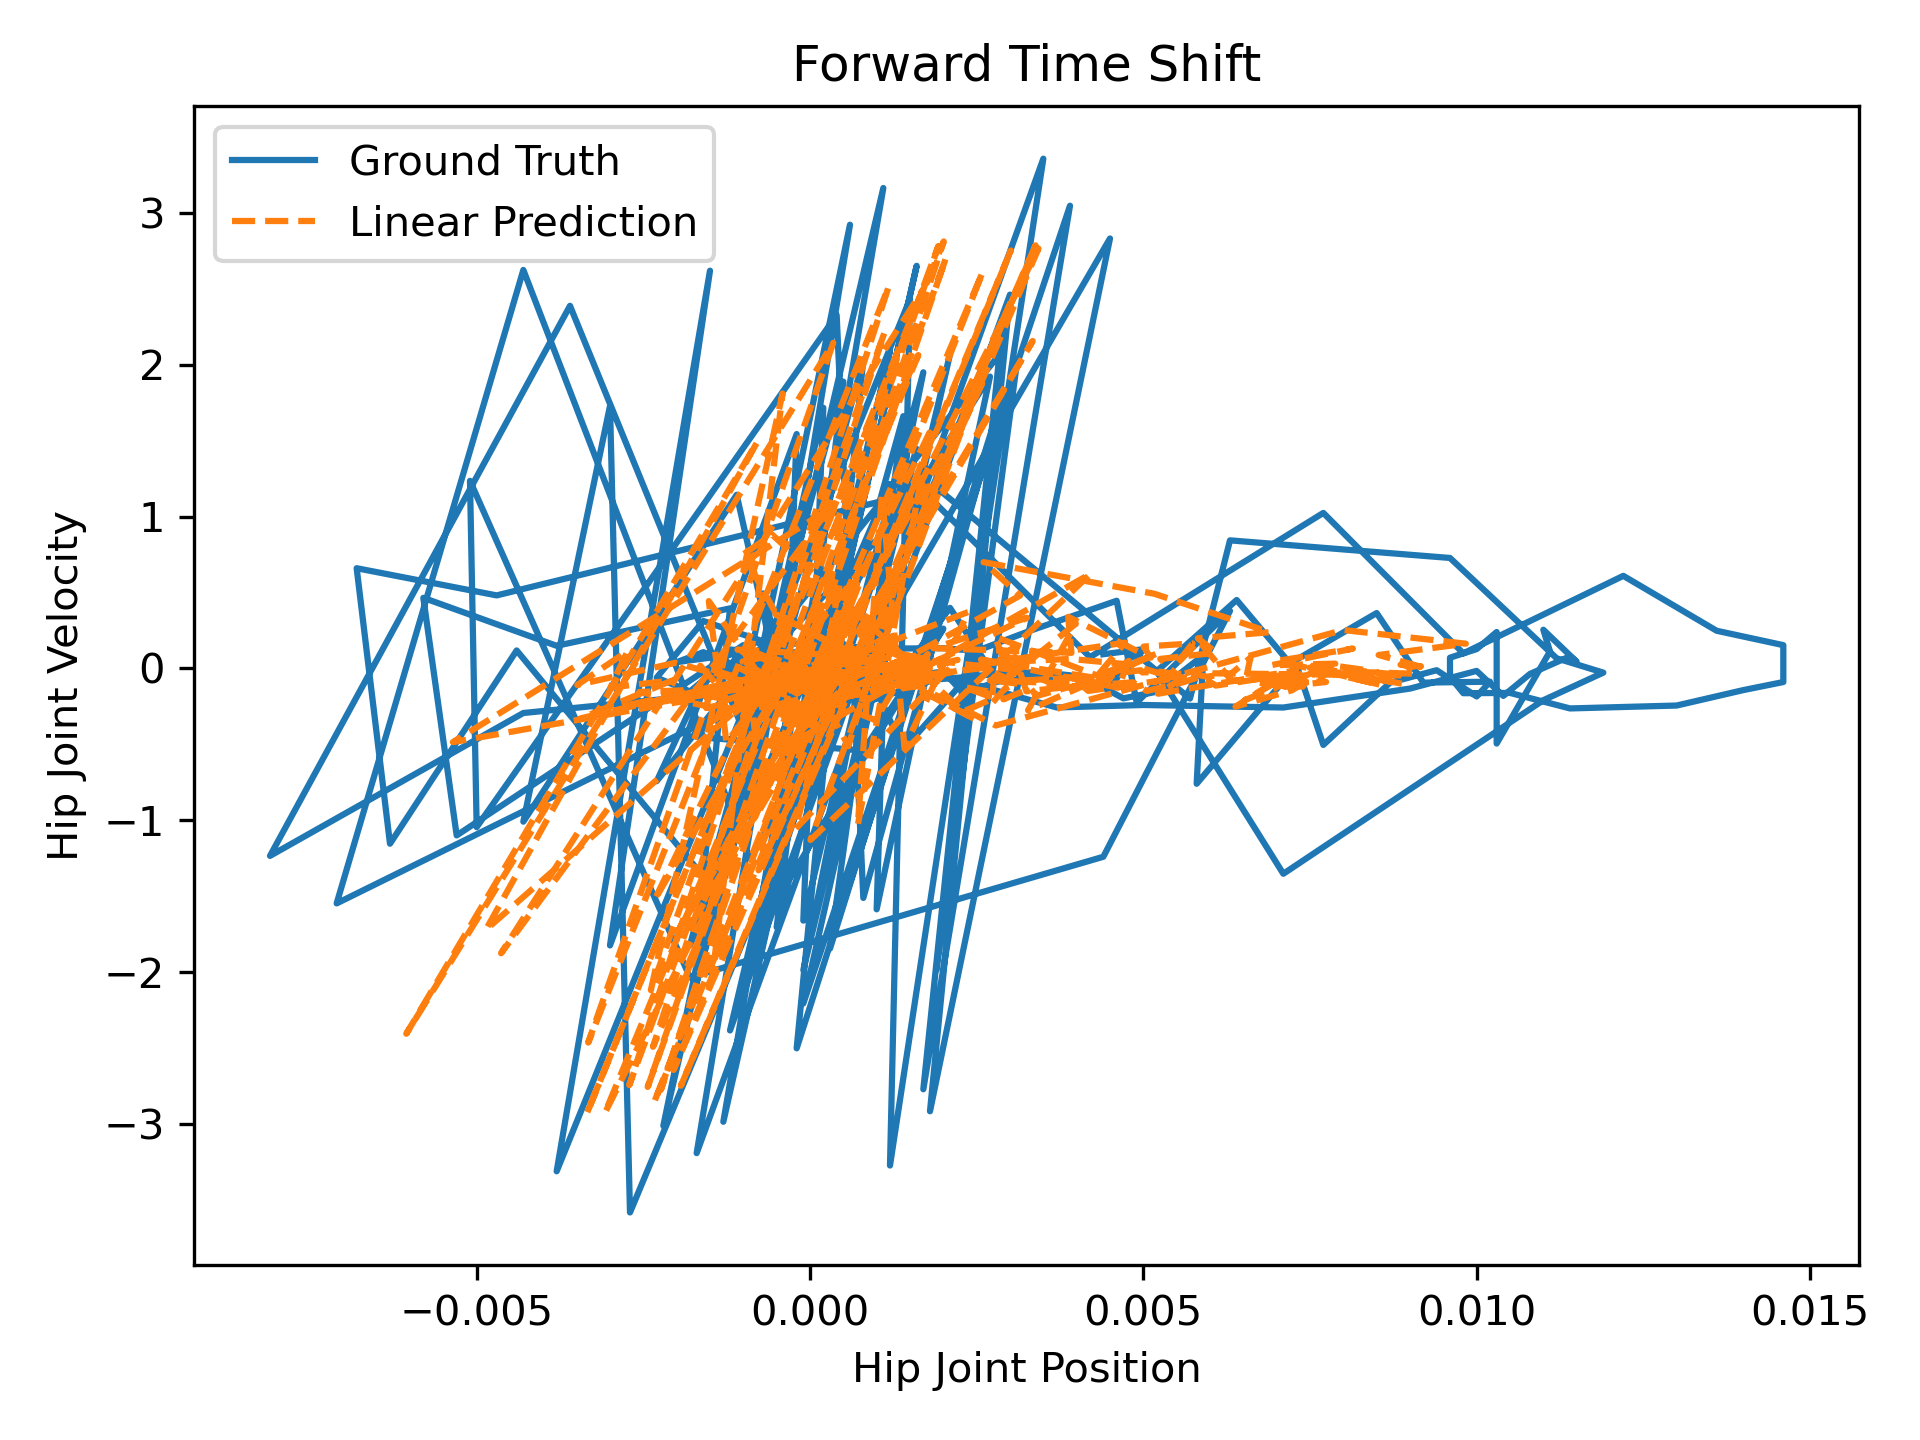 Forward Time Shift
Ground Truth
Linear Prediction
3
2
1
0
−1
−2
−3
Hip Joint Velocity
−0.005
0.000
0.005
0.010
0.015
Hip Joint Position